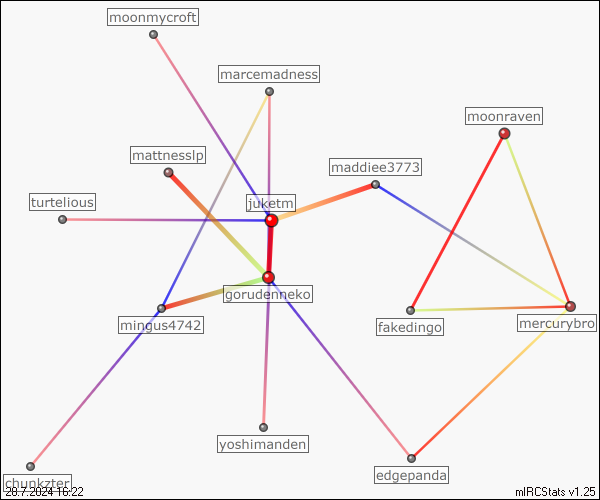 moonmycroft
marcemadness
moonraven
mattnesslp
maddiee3773
turtelious
juketm
gorudenneko
mingus4742
fakedingo
mercurybro
yoshimanden
edgepanda
chunkzter
28.7.2024 16:22
mIRCStats v1.25